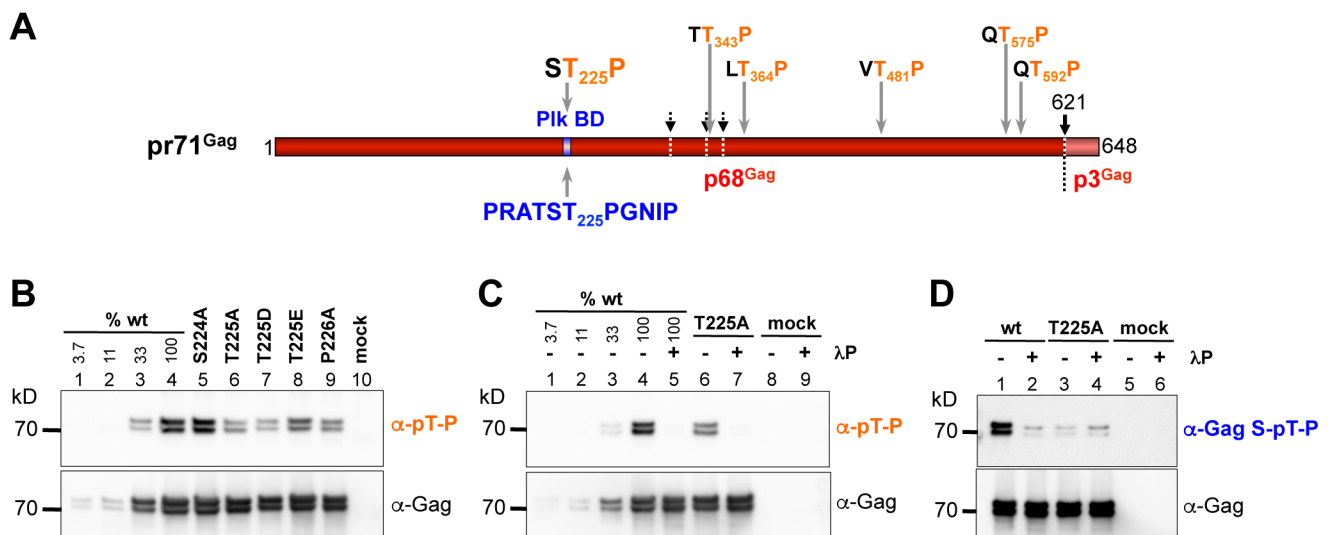 A
TT₃₄₃P
QT₅₇₅P
ST₂₂₅P
LT₃₆₄P
VT₄₈₁P
QT₅₉₂P
621
Plk BD
pr71ᴳᵃᵍ
1
648
p68ᴳᵃᵍ
p3ᴳᵃᵍ
PRATST₂₂₅PGNIP
B
% wt
3.7 11 33 100 S224A T225A T225D T225E P226A mock
1 2 3 4 5 6 7 8 9 10
kD
70
α-pT-P
70
α-Gag
C
% wt
T225A mock
3.7 11 33 100 100
- - - - + - + - + λP
1 2 3 4 5 6 7 8 9
kD
70
α-pT-P
70
α-Gag
D
wt T225A mock
- + - + - + λP
1 2 3 4 5 6
kD
70
α-Gag S-pT-P
70
α-Gag